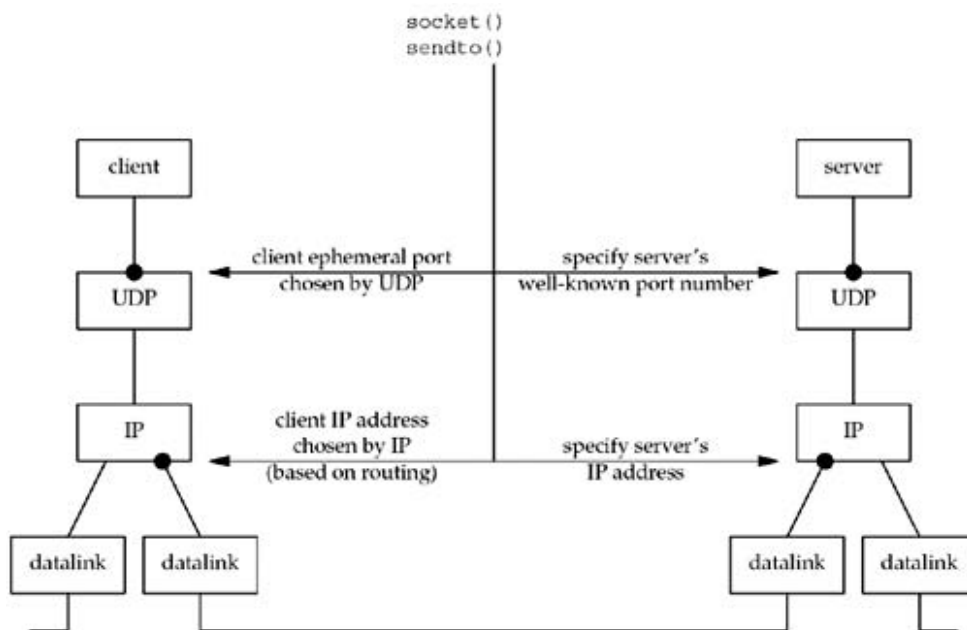 socket()
sendto()
client
server
client ephemeral port
chosen by UDP
specify server's
well-known port number
UDP
UDP
client IP address
chosen by IP
(based on routing)
specify server's
IP address
IP
IP
datalink
datalink
datalink
datalink